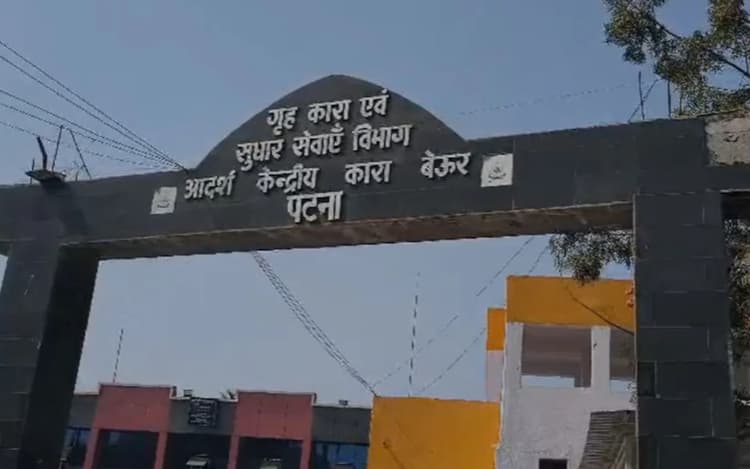 गृह कारा एवं
सुधार सेवाएँ विभाग
आदर्श केन्द्रीय कारा बेऊर
पटना